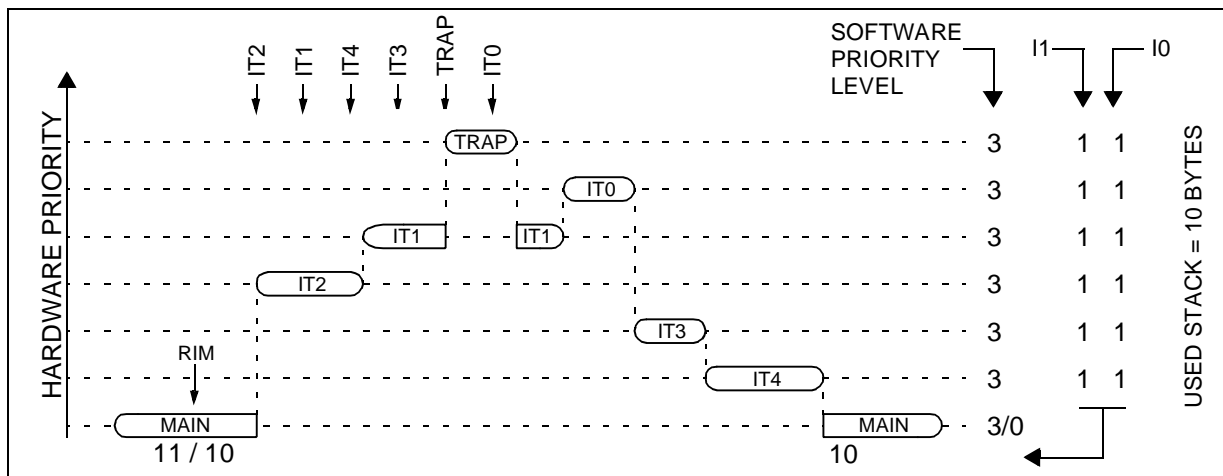 IT2
IT1
IT4
IT3
TRAP
IT0
SOFTWARE
PRIORITY
LEVEL
I1
I0
HARDWARE PRIORITY
USED STACK = 10 BYTES
TRAP
3 1 1
IT0
3 1 1
IT1 IT1
3 1 1
IT2
3 1 1
IT3
3 1 1
RIM
IT4
3 1 1
MAIN MAIN
3/0
11 / 10
10